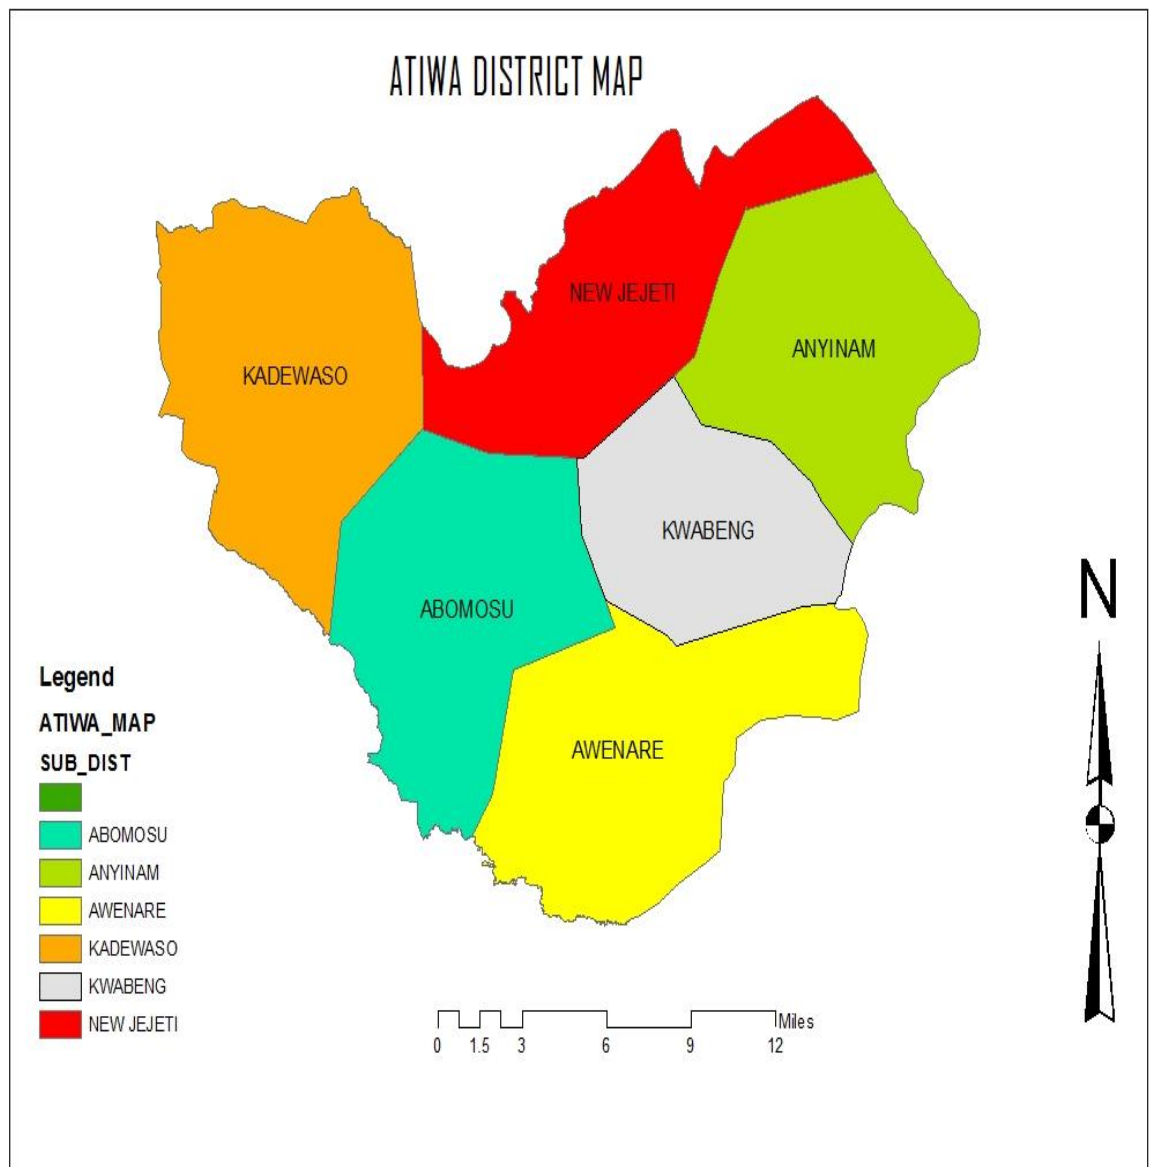 ATIWA DISTRICT MAP
NEW JEJETI
ANYINAM
KADEWASO
KWABENG
ABOMOSU
AWENARE
N
Legend
ATIWA_MAP
SUB_DIST
ABOMOSU
ANYINAM
AWENARE
KADEWASO
KWABENG
NEW JEJETI
Miles
0 1.5 3 6 9 12